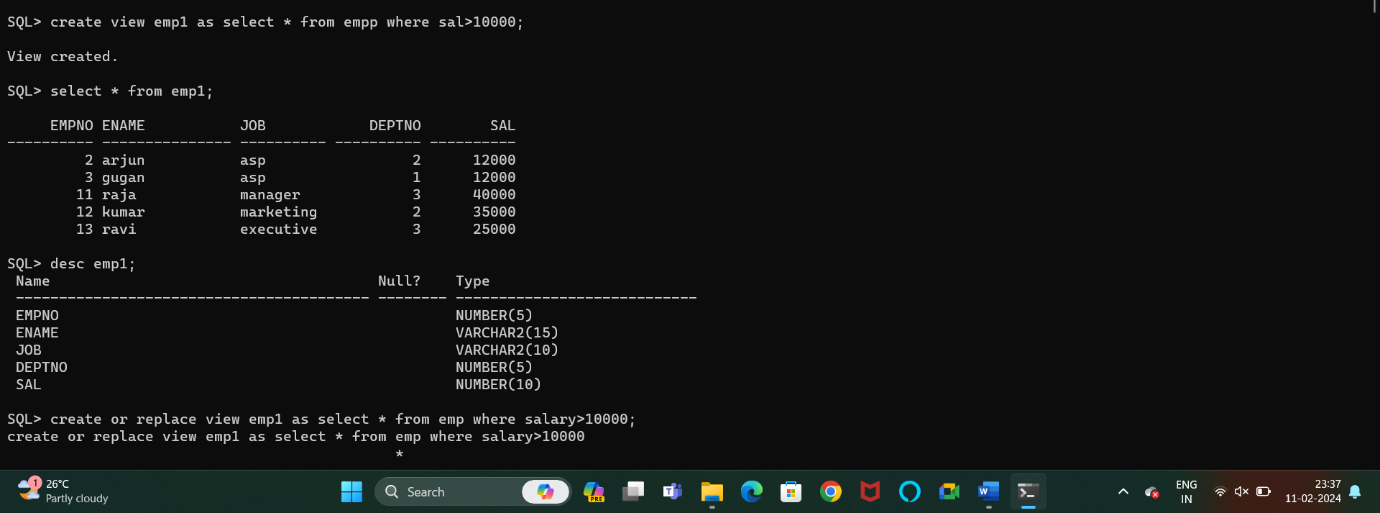 SQL> create view emp1 as select * from empp where sal>10000;
View created.
SQL> select * from emp1;
     EMPNO ENAME           JOB            DEPTNO        SAL
---------- --------------- ---------- ---------- ----------
         2 arjun           asp                 2      12000
         3 gugan           asp                 1      12000
        11 raja            manager             3      40000
        12 kumar           marketing           2      35000
        13 ravi            executive           3      25000
SQL> desc emp1;
 Name                                      Null?    Type
 ----------------------------------------- -------- ----------------------------
 EMPNO                                              NUMBER(5)
 ENAME                                              VARCHAR2(15)
 JOB                                                VARCHAR2(10)
 DEPTNO                                             NUMBER(5)
 SAL                                                NUMBER(10)
SQL> create or replace view emp1 as select * from emp where salary>10000;
create or replace view emp1 as select * from emp where salary>10000
                                             *
1
26°C
Partly cloudy
Search
PRE
ENG
IN
23:37
11-02-2024